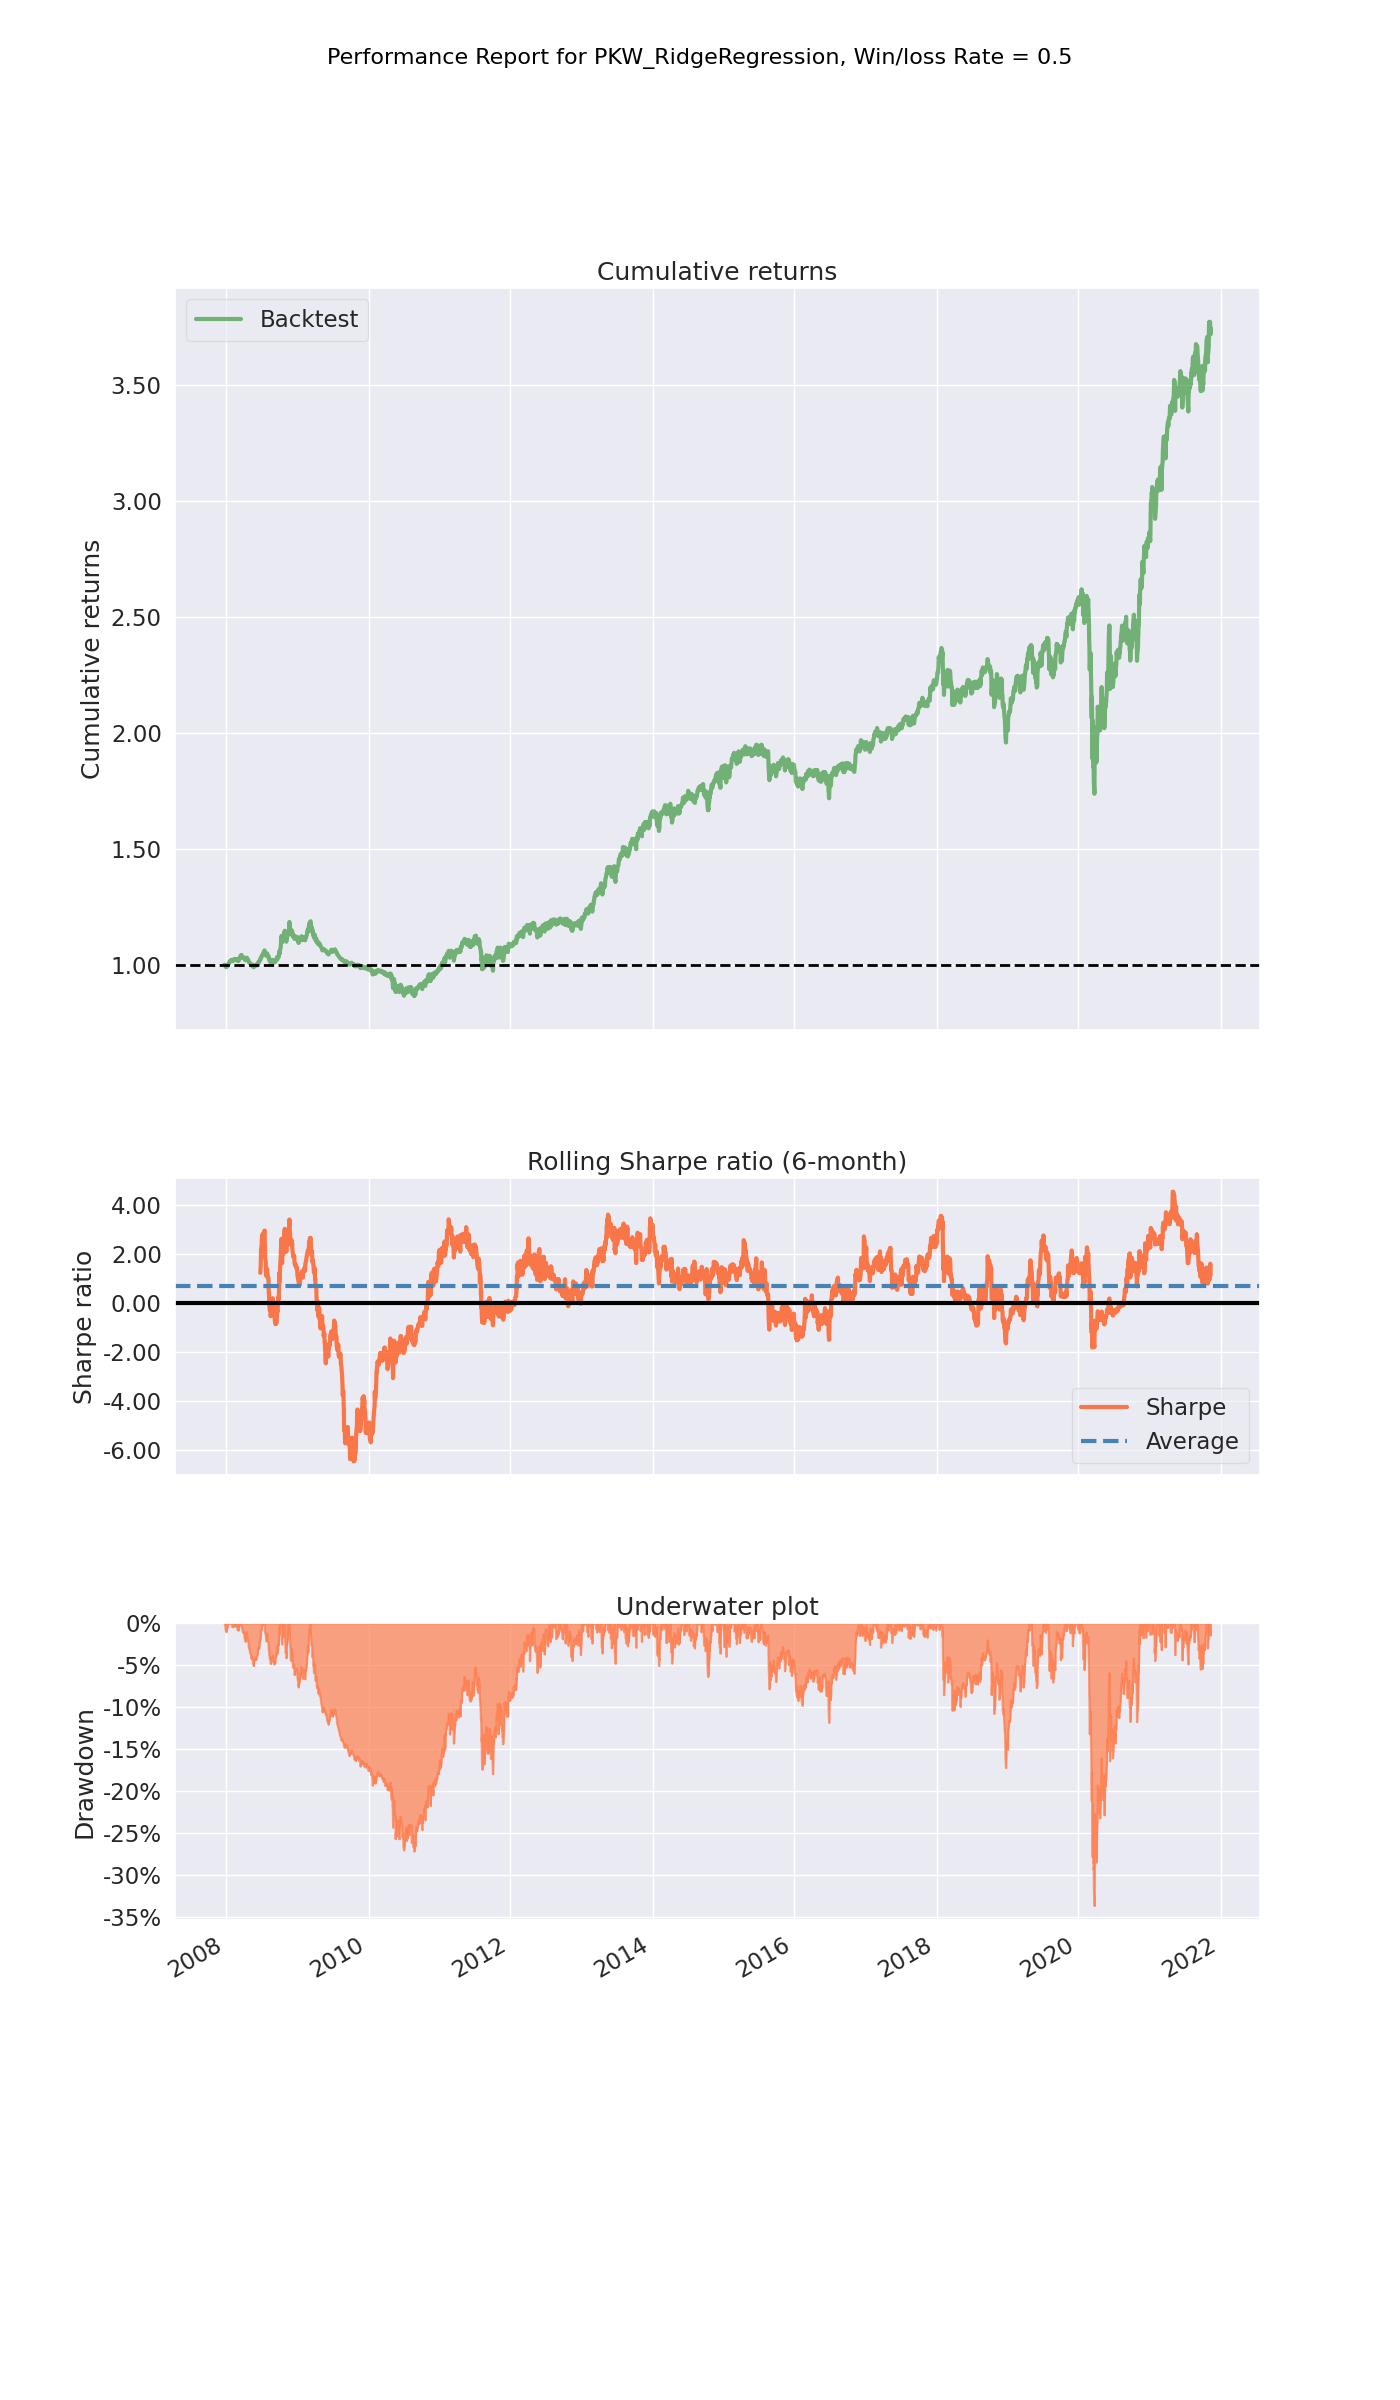 Performance Report for PKW_RidgeRegression, Win/loss Rate = 0.5
Cumulative returns
Backtest
Cumulative returns
3.50
3.00
2.50
2.00
1.50
1.00
Rolling Sharpe ratio (6-month)
Sharpe ratio
4.00
2.00
0.00
-2.00
-4.00
-6.00
Sharpe
Average
Underwater plot
Drawdown
0%
-5%
-10%
-15%
-20%
-25%
-30%
-35%
2008
2010
2012
2014
2016
2018
2020
2022